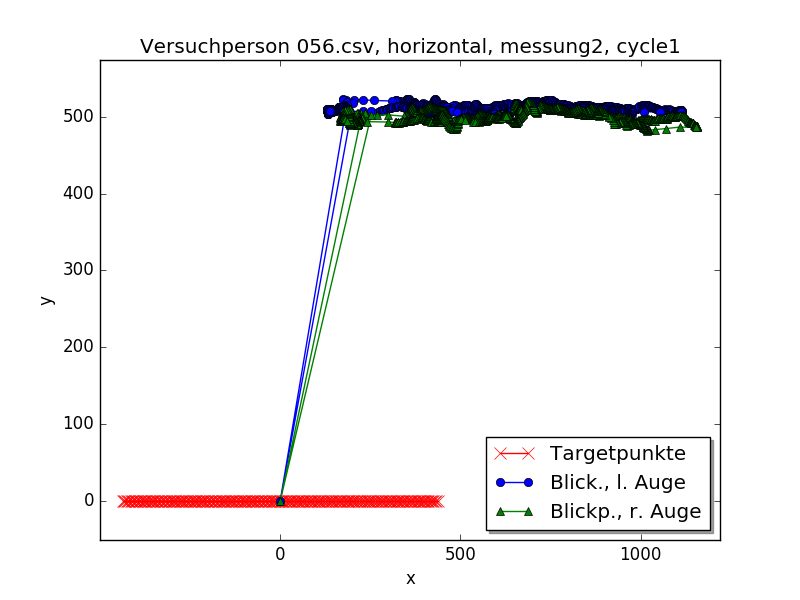 Versuchperson 056.csv, horizontal, messung2, cycle1
500
400
300
200
100
0
y
0 500 1000
x
Targetpunkte
Blick., l. Auge
Blickp., r. Auge